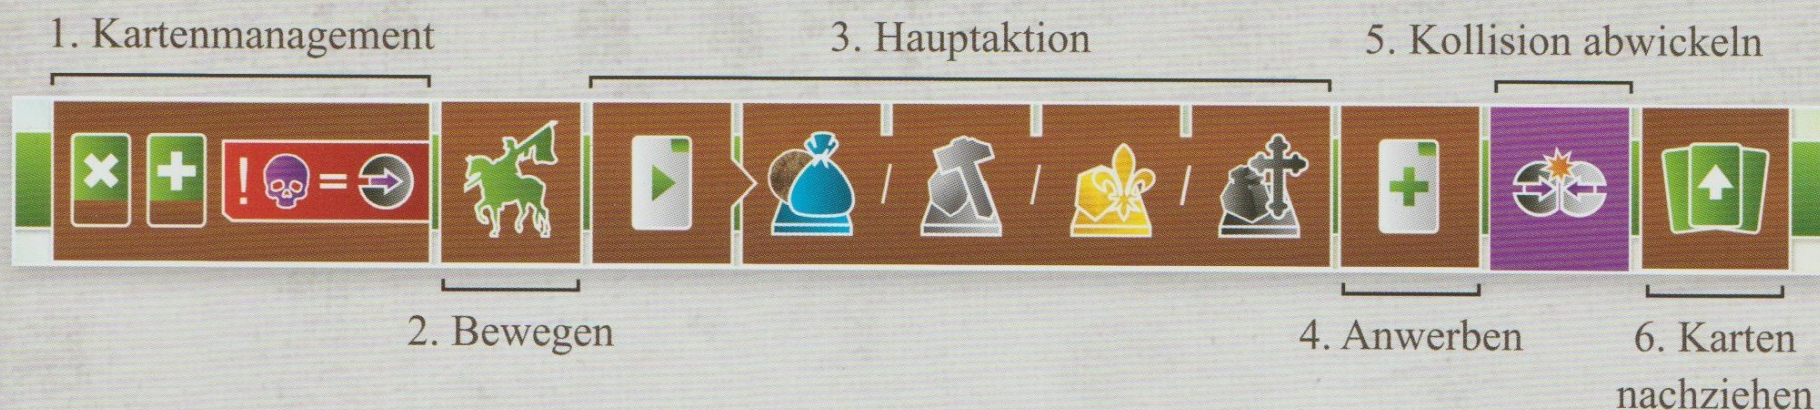 1. Kartenmanagement
3. Hauptaktion
5. Kollision abwickeln
! =
/ / /
2. Bewegen
4. Anwerben
6. Karten
nachziehen